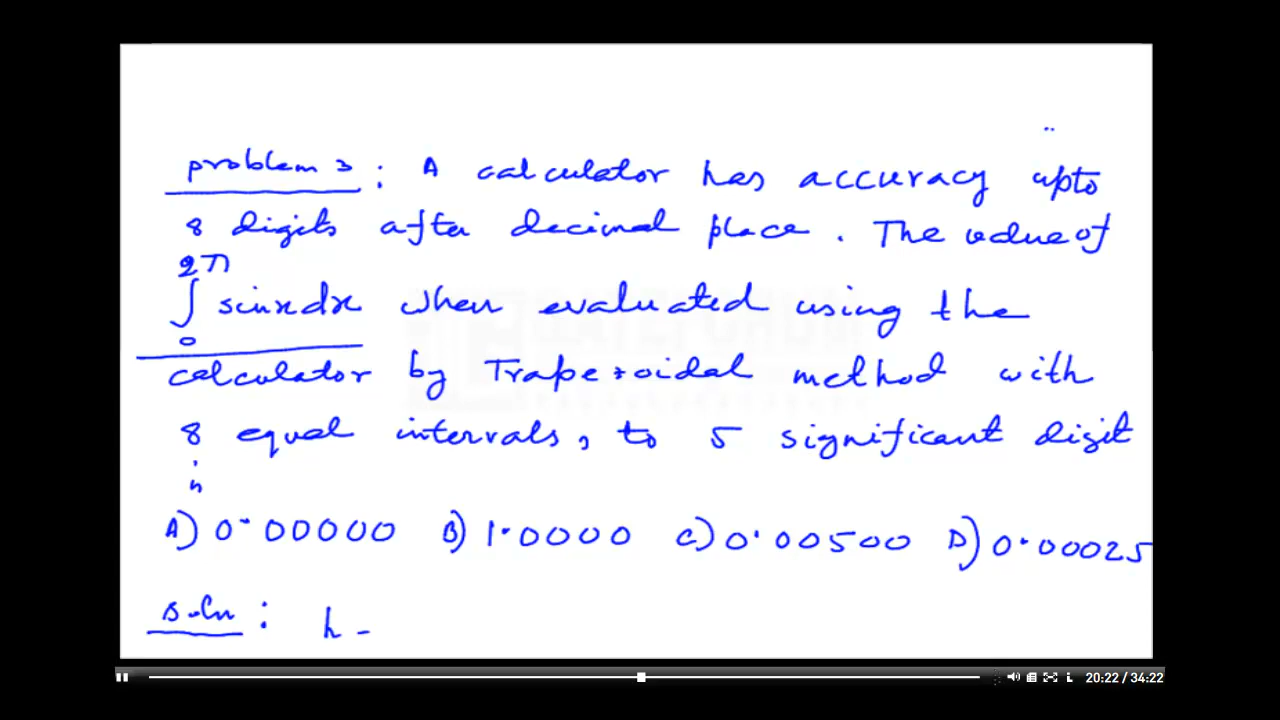 problem 3 : A calculator has accuracy upto
8 digits after decimal place. The value of
∫₀^2π sinxdx when evaluated using the
calculator by Trapezoidal method with
8 equal intervals, to 5 significant digit
is
A) 0.00000 B) 1.0000 C) 0.00500 D) 0.00025
soln : h -
20:22 / 34:22